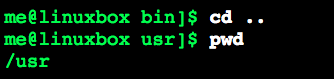 me@linuxbox bin]$ cd ..
me@linuxbox usr]$ pwd
/usr